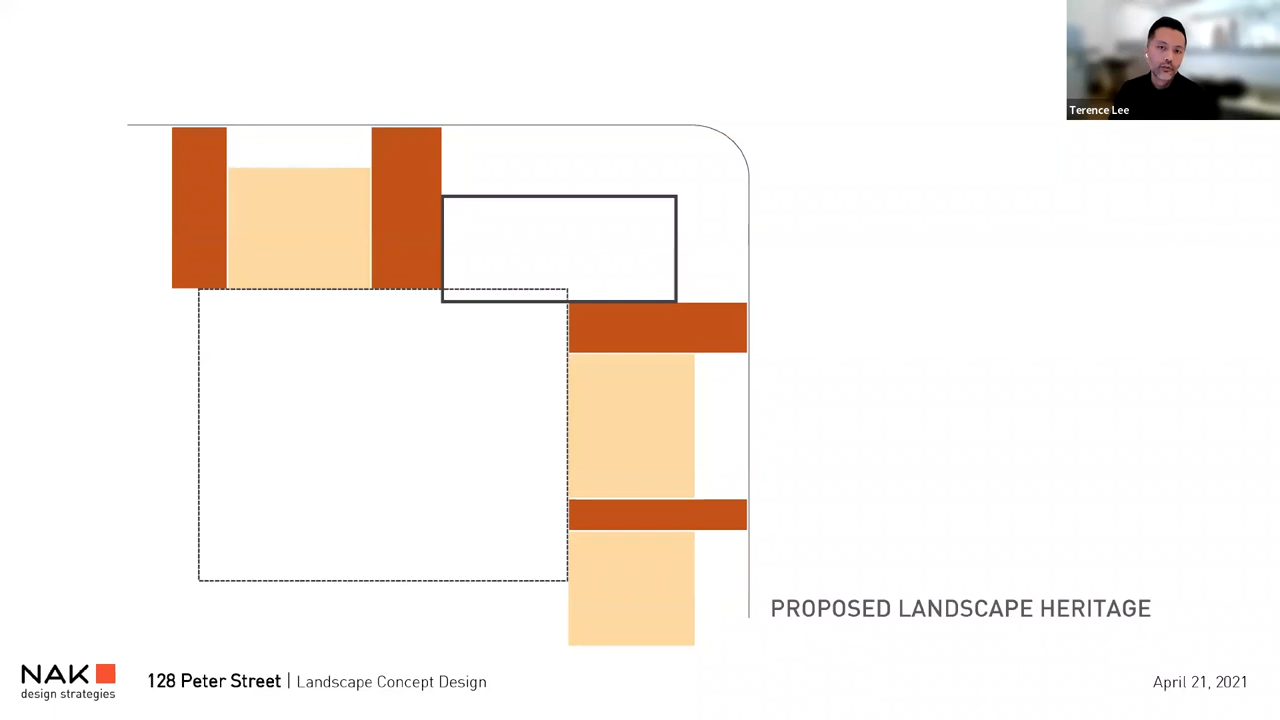 Terence Lee
PROPOSED LANDSCAPE HERITAGE
NAK
design strategies
128 Peter Street | Landscape Concept Design
April 21, 2021